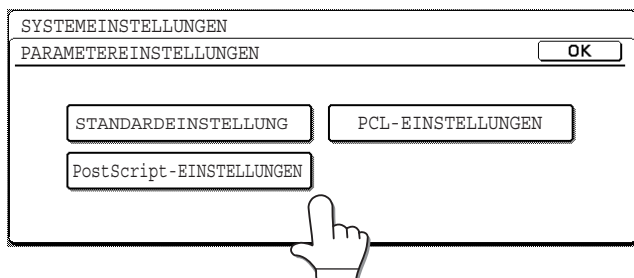 SYSTEMEINSTELLUNGEN
PARAMETEREINSTELLUNGEN OK
STANDARDEINSTELLUNG PCL-EINSTELLUNGEN
PostScript-EINSTELLUNGEN